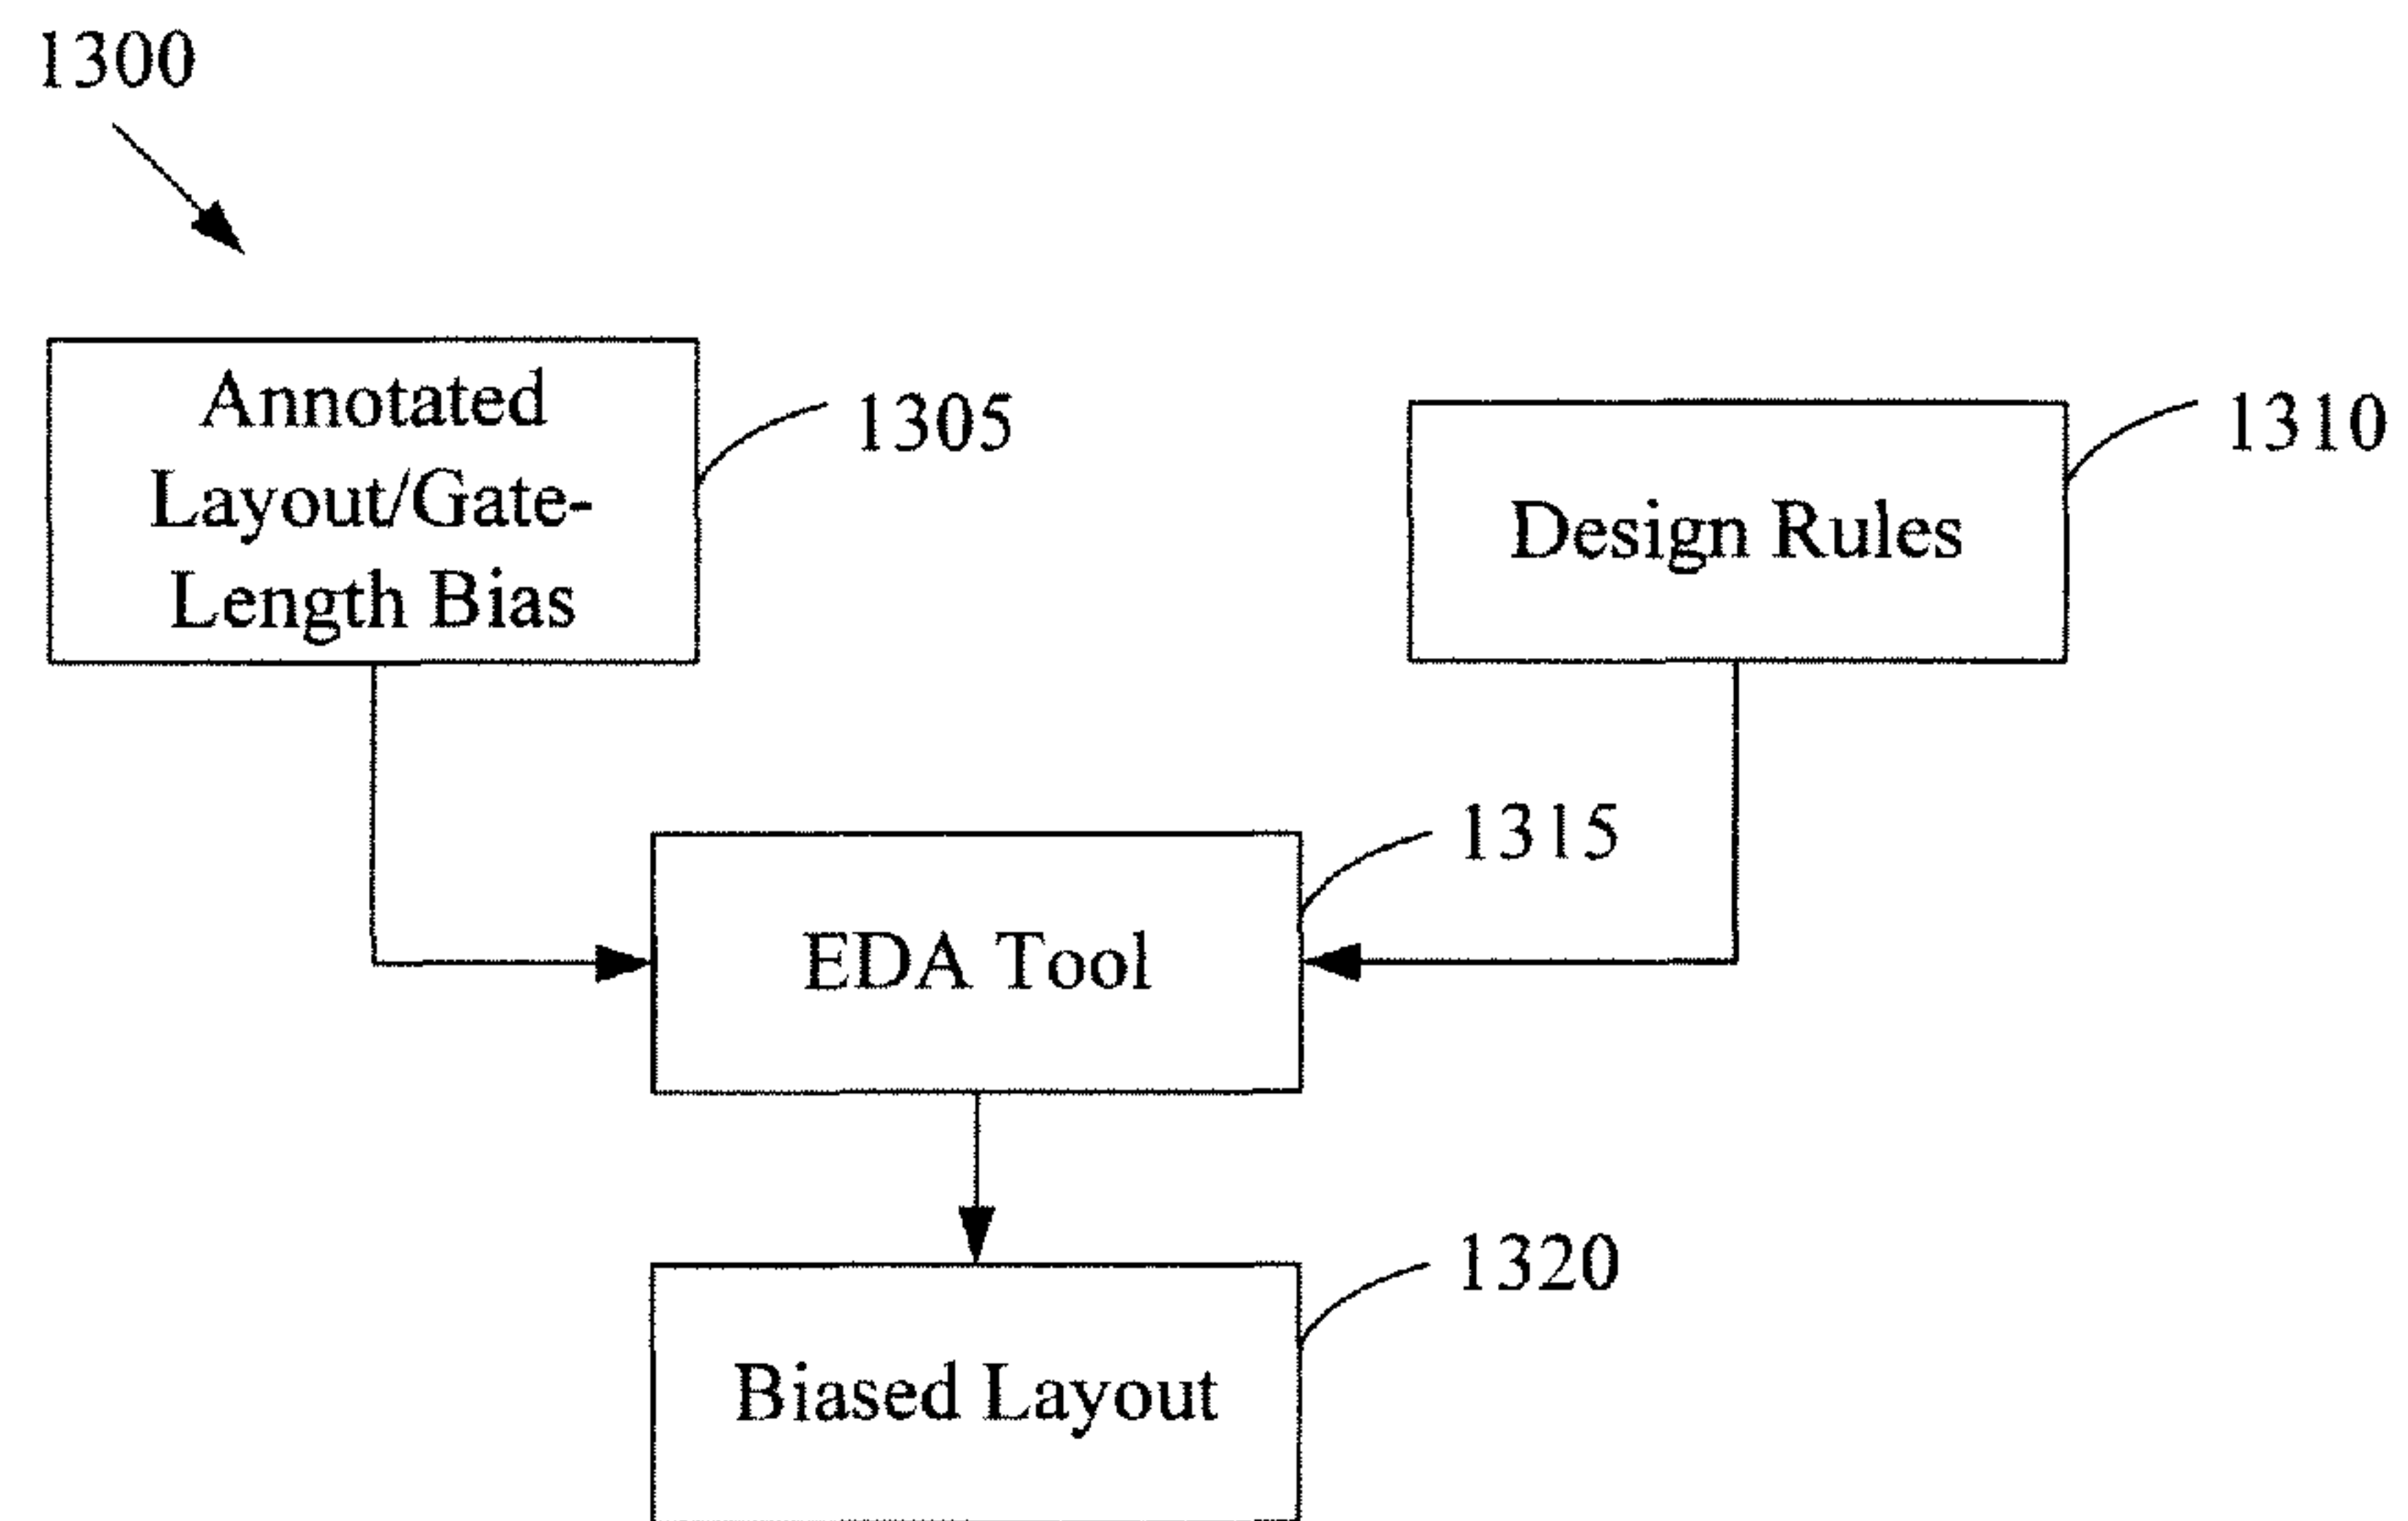 1300
Annotated
Layout/Gate-
Length Bias
1305
Design Rules
1310
EDA Tool
1315
Biased Layout
1320